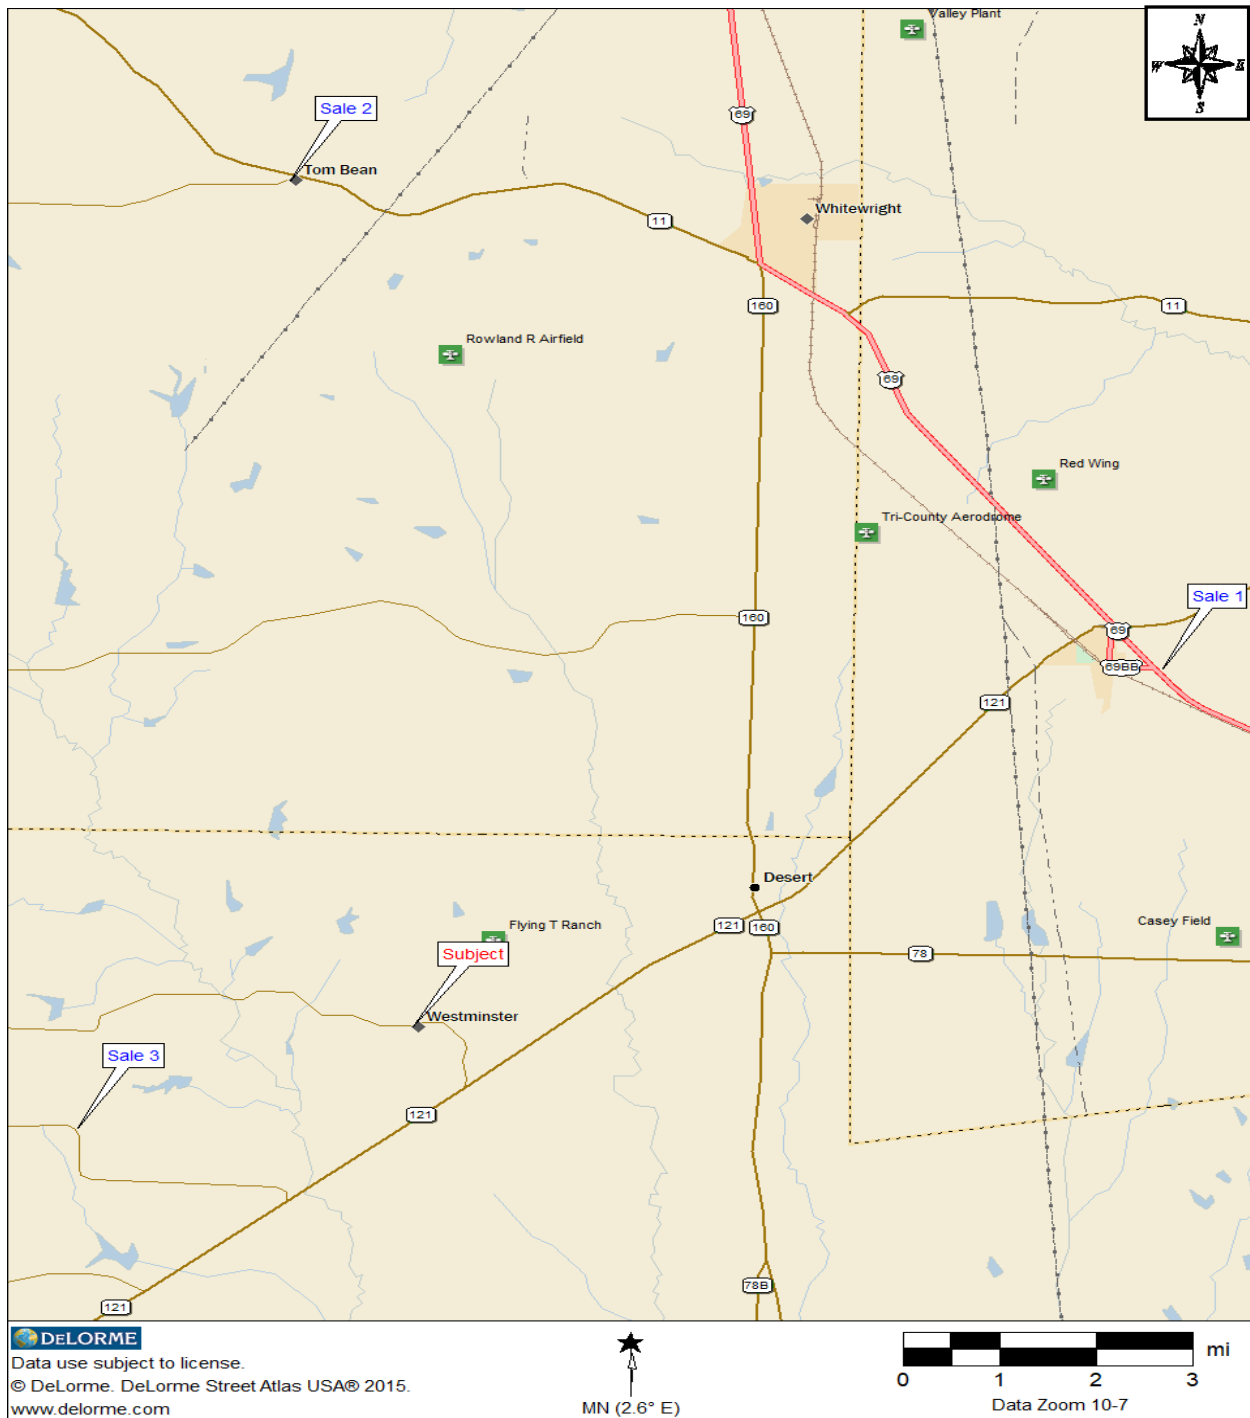 Valley Plant
N
W E
S
Sale 2
69
Tom Bean
Whitewright
11
160
11
Rowland R Airfield
69
Red Wing
Tri-County Aerodrome
Sale 1
160
69
69BB
121
Desert
Flying T Ranch
121
160
Casey Field
78
Subject
Westminster
Sale 3
121
78B
121
DELORME
Data use subject to license.
© DeLorme. DeLorme Street Atlas USA® 2015.
www.delorme.com
MN (2.6° E)
mi
0 1 2 3
Data Zoom 10-7